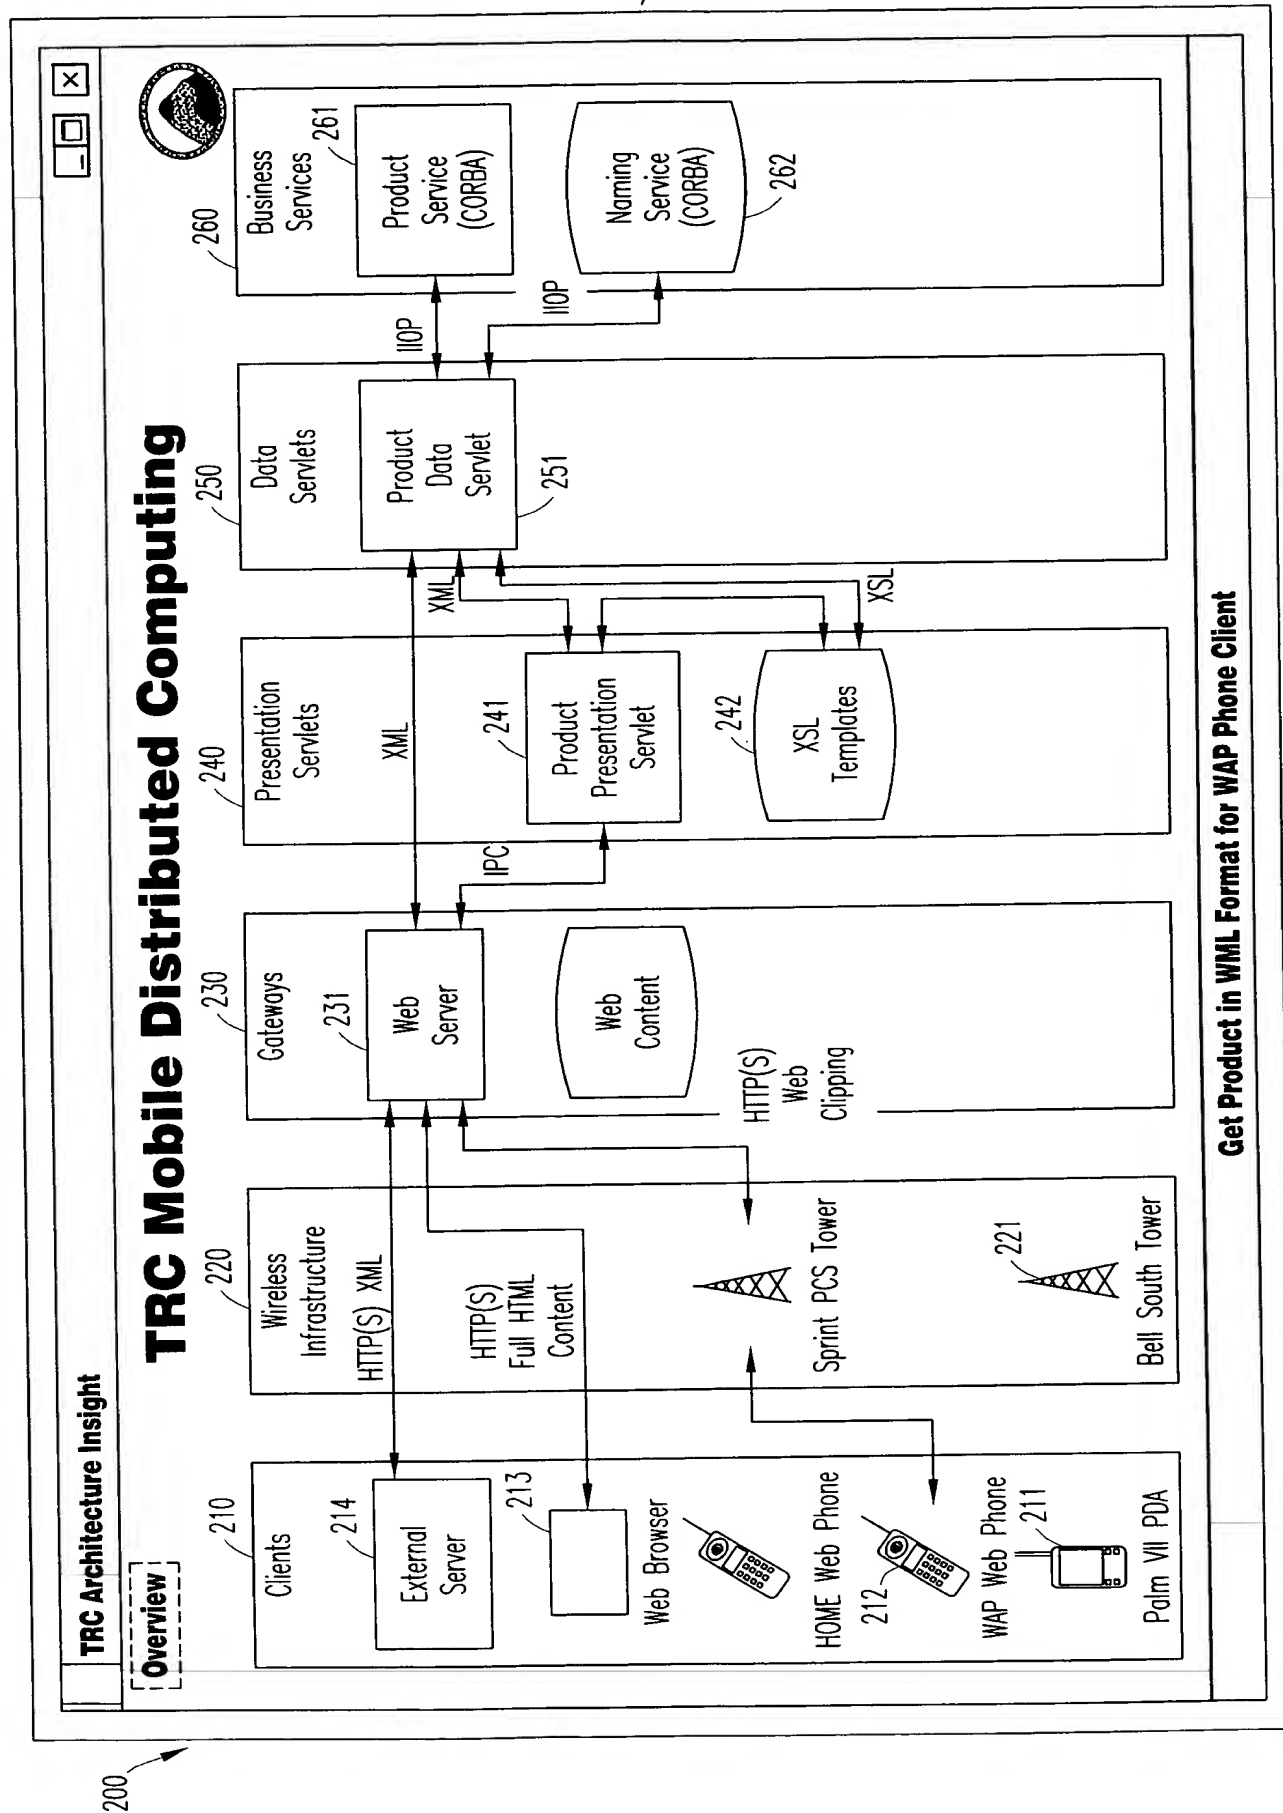 200
TRC Architecture Insight
Overview
TRC Mobile Distributed Computing
210
Clients
214
External
Server
213
Web Browser
HOME Web Phone
212
WAP Web Phone
211
Palm VII PDA
220
Wireless
Infrastructure
HTTP(S) XML
HTTP(S)
Full HTML
Content
Sprint PCS Tower
221
Bell South Tower
230
Gateways
231
Web
Server
Web
Content
HTTP(S)
Web
Clipping
XML
IPC
240
Presentation
Servlets
241
Product
Presentation
Servlet
242
XSL
Templates
XML
XSL
250
Data
Servlets
Product
Data
Servlet
251
IIOP
IIOP
260
Business
Services
261
Product
Service
(CORBA)
Naming
Service
(CORBA)
262
Get Product in WML Format for WAP Phone Client